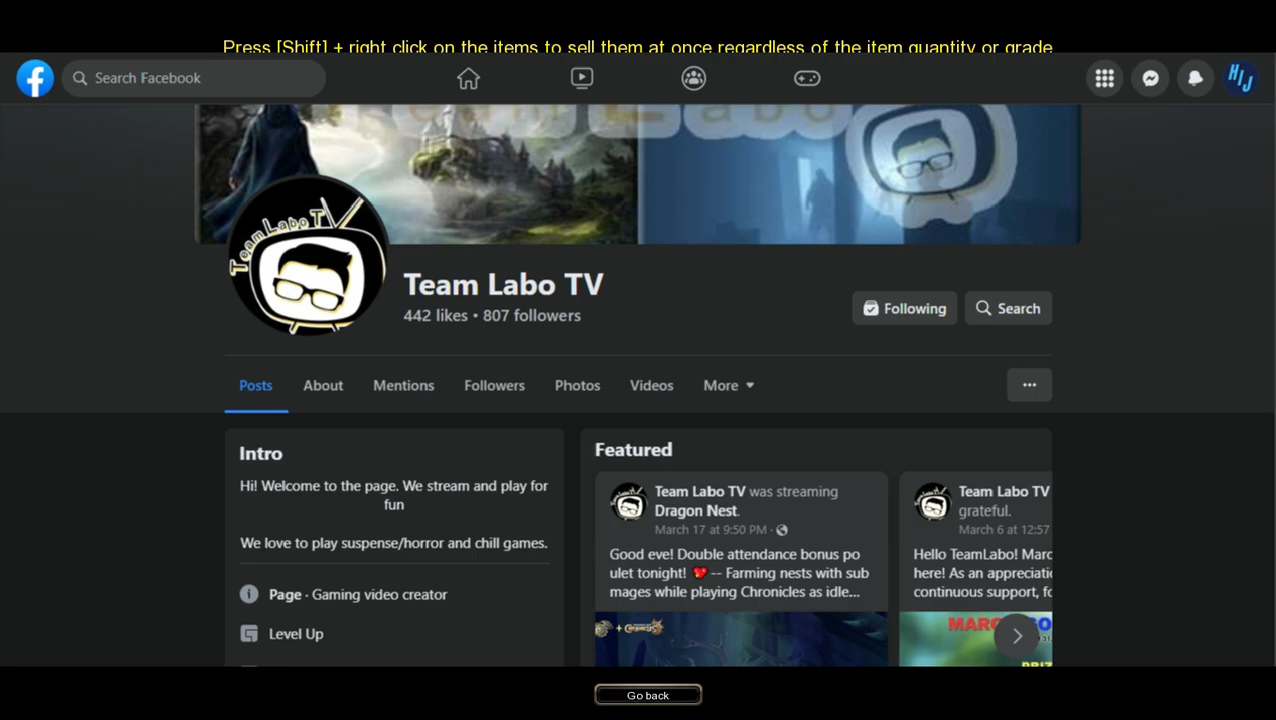 Press [Shift] + right click on the items to sell them at once regardless of the item quantity or grade
Search Facebook
HIJ
Team Labo
Team Labo TV
Team Labo TV
442 likes • 807 followers
Following
Search
Posts
About
Mentions
Followers
Photos
Videos
More
Intro
Hi! Welcome to the page. We stream and play for
fun
We love to play suspense/horror and chill games.
Page · Gaming video creator
Level Up
Featured
Team Labo TV was streaming
Dragon Nest.
March 17 at 9:50 PM ·
Good eve! Double attendance bonus po
ulet tonight! ❤️ -- Farming nests with sub
mages while playing Chronicles as idle...
Team Labo TV
grateful.
March 6 at 12:57
Hello TeamLabo! Marc
here! As an appreciati
continuous support, fo
Go back